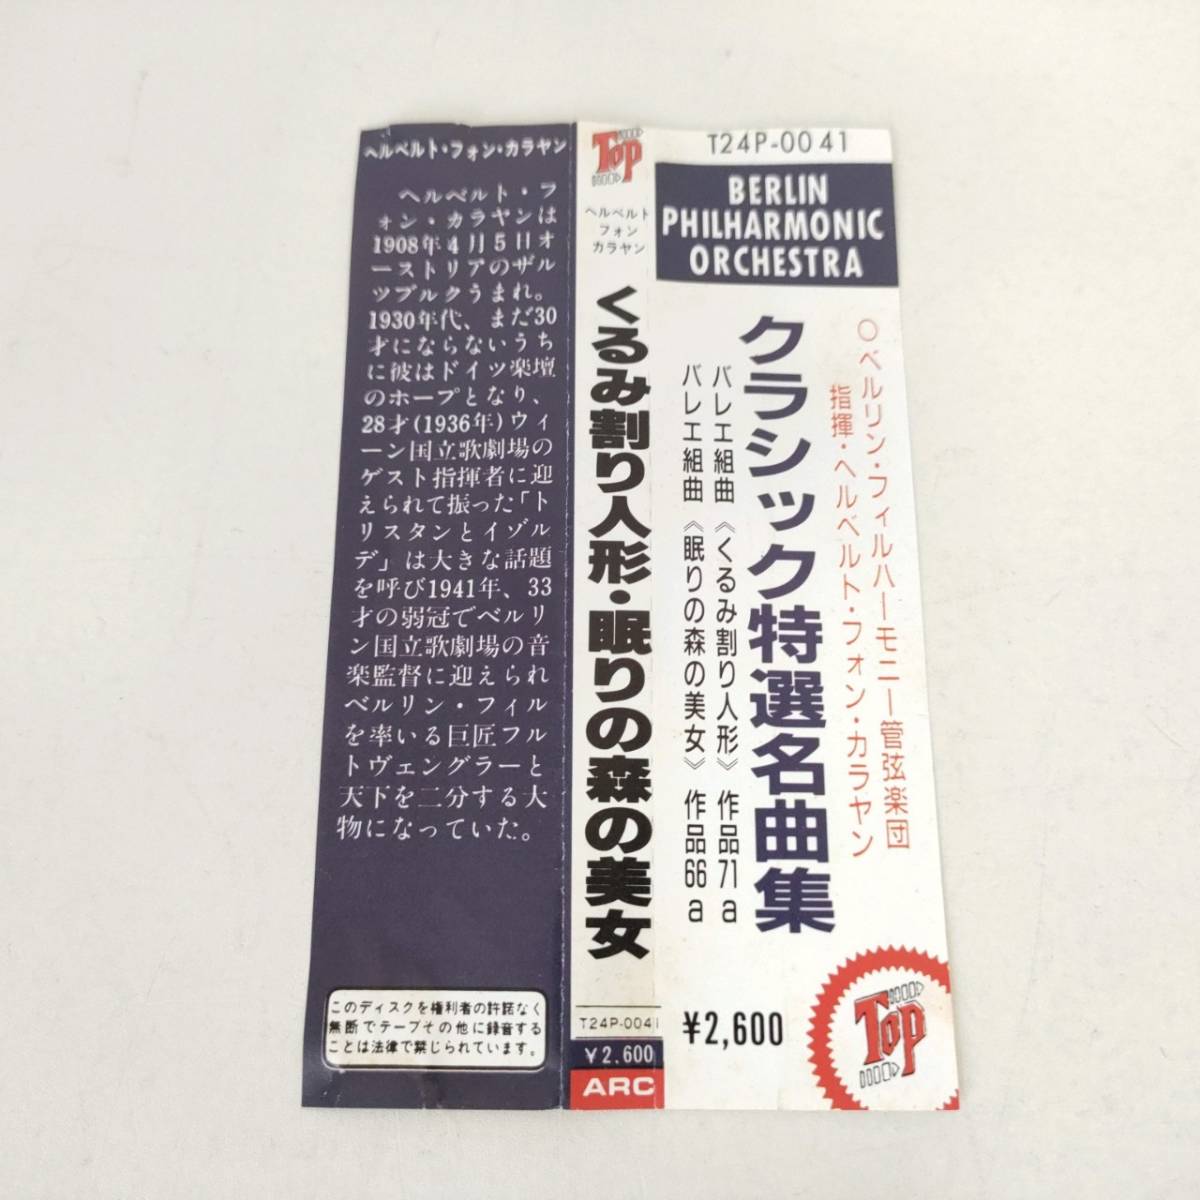 ヘルベルト・フォン・カラヤン
ヘルベルト・フ
ォン・カラヤンは
1908年4月5日オ
ーストリアのザル
ツブルクうまれ。
1930年代、まだ30
才にならないうち
に彼はドイツ楽壇
のホープとなり、
28才(1936年)ウィ
ーン国立歌劇場の
ゲスト指揮者に迎
えられて振った「ト
リスタンとイゾル
デ」は大きな話題
を呼び1941年、33
才の弱冠でベルリ
ン国立歌劇場の音
楽監督に迎えられ
ベルリン・フィル
を率いる巨匠フル
トヴェングラーと
天下を二分する大
物になっていた。
このディスクを権利者の許諾なく
無断でテープその他に録音する
ことは法律で禁じられています。
Top
ヘルベルト
フォン
カラヤン
くるみ割り人形・眠りの森の美女
T24P-0041
¥2,600
ARC
T24P-0041
BERLIN
PHILHARMONIC
ORCHESTRA
○ベルリン・フィルハーモニー管弦楽団
指揮・ヘルベルト・フォン・カラヤン
クラシック特選名曲集
バレエ組曲《くるみ割り人形》作品71a
バレエ組曲《眠りの森の美女》作品66a
¥2,600
Top